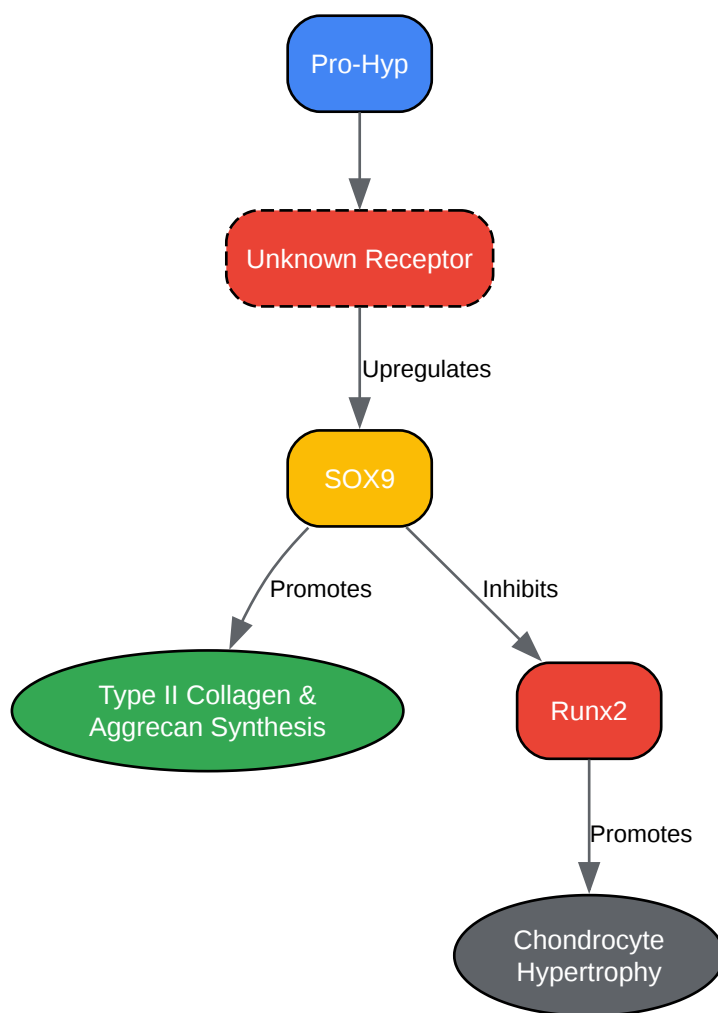 Pro-Hyp
Unknown Receptor
Upregulates
SOX9
Promotes
Inhibits
Type II Collagen &
Aggrecan Synthesis
Runx2
Promotes
Chondrocyte
Hypertrophy